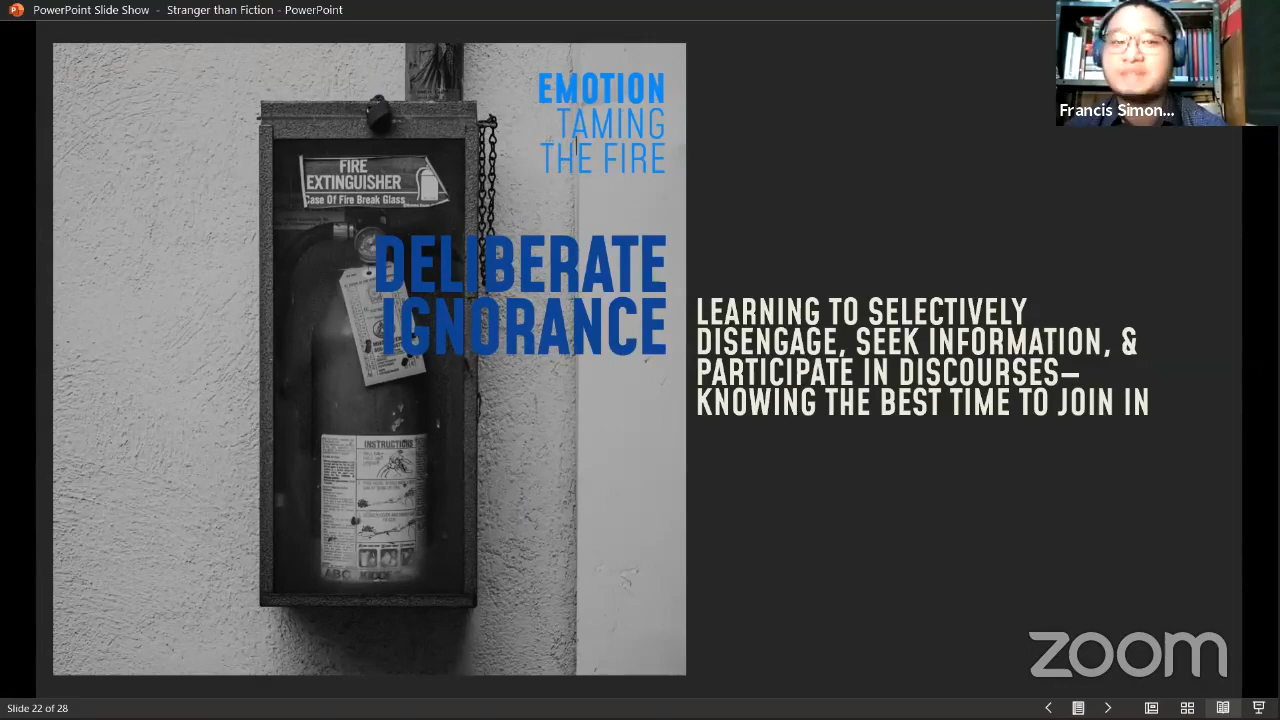 PowerPoint Slide Show - Stranger than Fiction - PowerPoint
Francis Simon...
EMOTION
TAMING
THE FIRE
FIRE
EXTINGUISHER
Case Of Fire Break Glass
DELIBERATE
IGNORANCE
LEARNING TO SELECTIVELY
DISENGAGE, SEEK INFORMATION, &
PARTICIPATE IN DISCOURSES—
KNOWING THE BEST TIME TO JOIN IN
INSTRUCTIONS
ABC
zoom
Slide 22 of 28